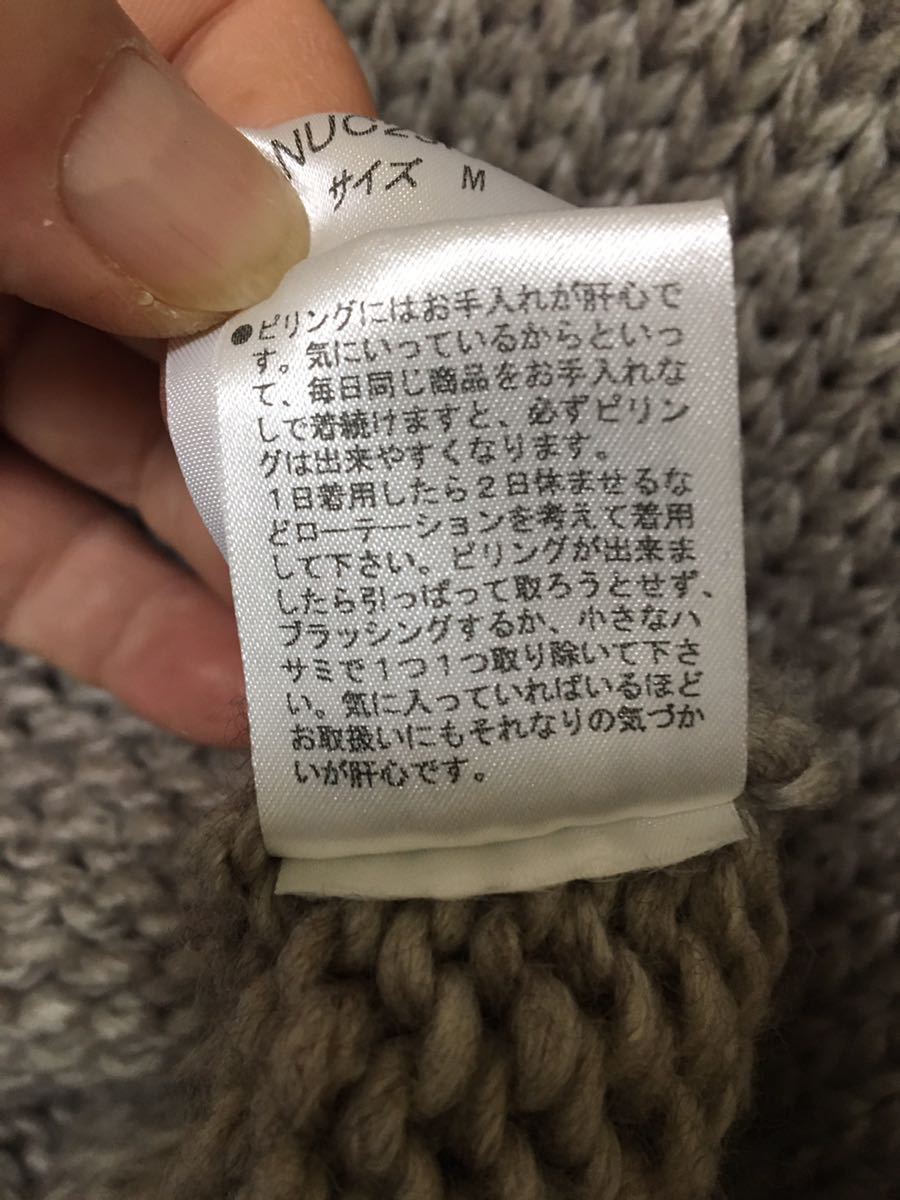 サイズ M
●ピリングにはお手入れが肝心で
す。気にいっているからといっ
て、毎日同じ商品をお手入れな
しで着続けますと、必ずピリン
グは出来やすくなります。
1日着用したら2日休ませるな
どローテーションを考えて着用
して下さい。ピリングが出来ま
したら引っぱって取ろうとせず、
ブラッシングするか、小さなハ
サミで1つ1つ取り除いて下さ
い。気に入っていればいるほど
お取扱いにもそれなりの気づか
いが肝心です。